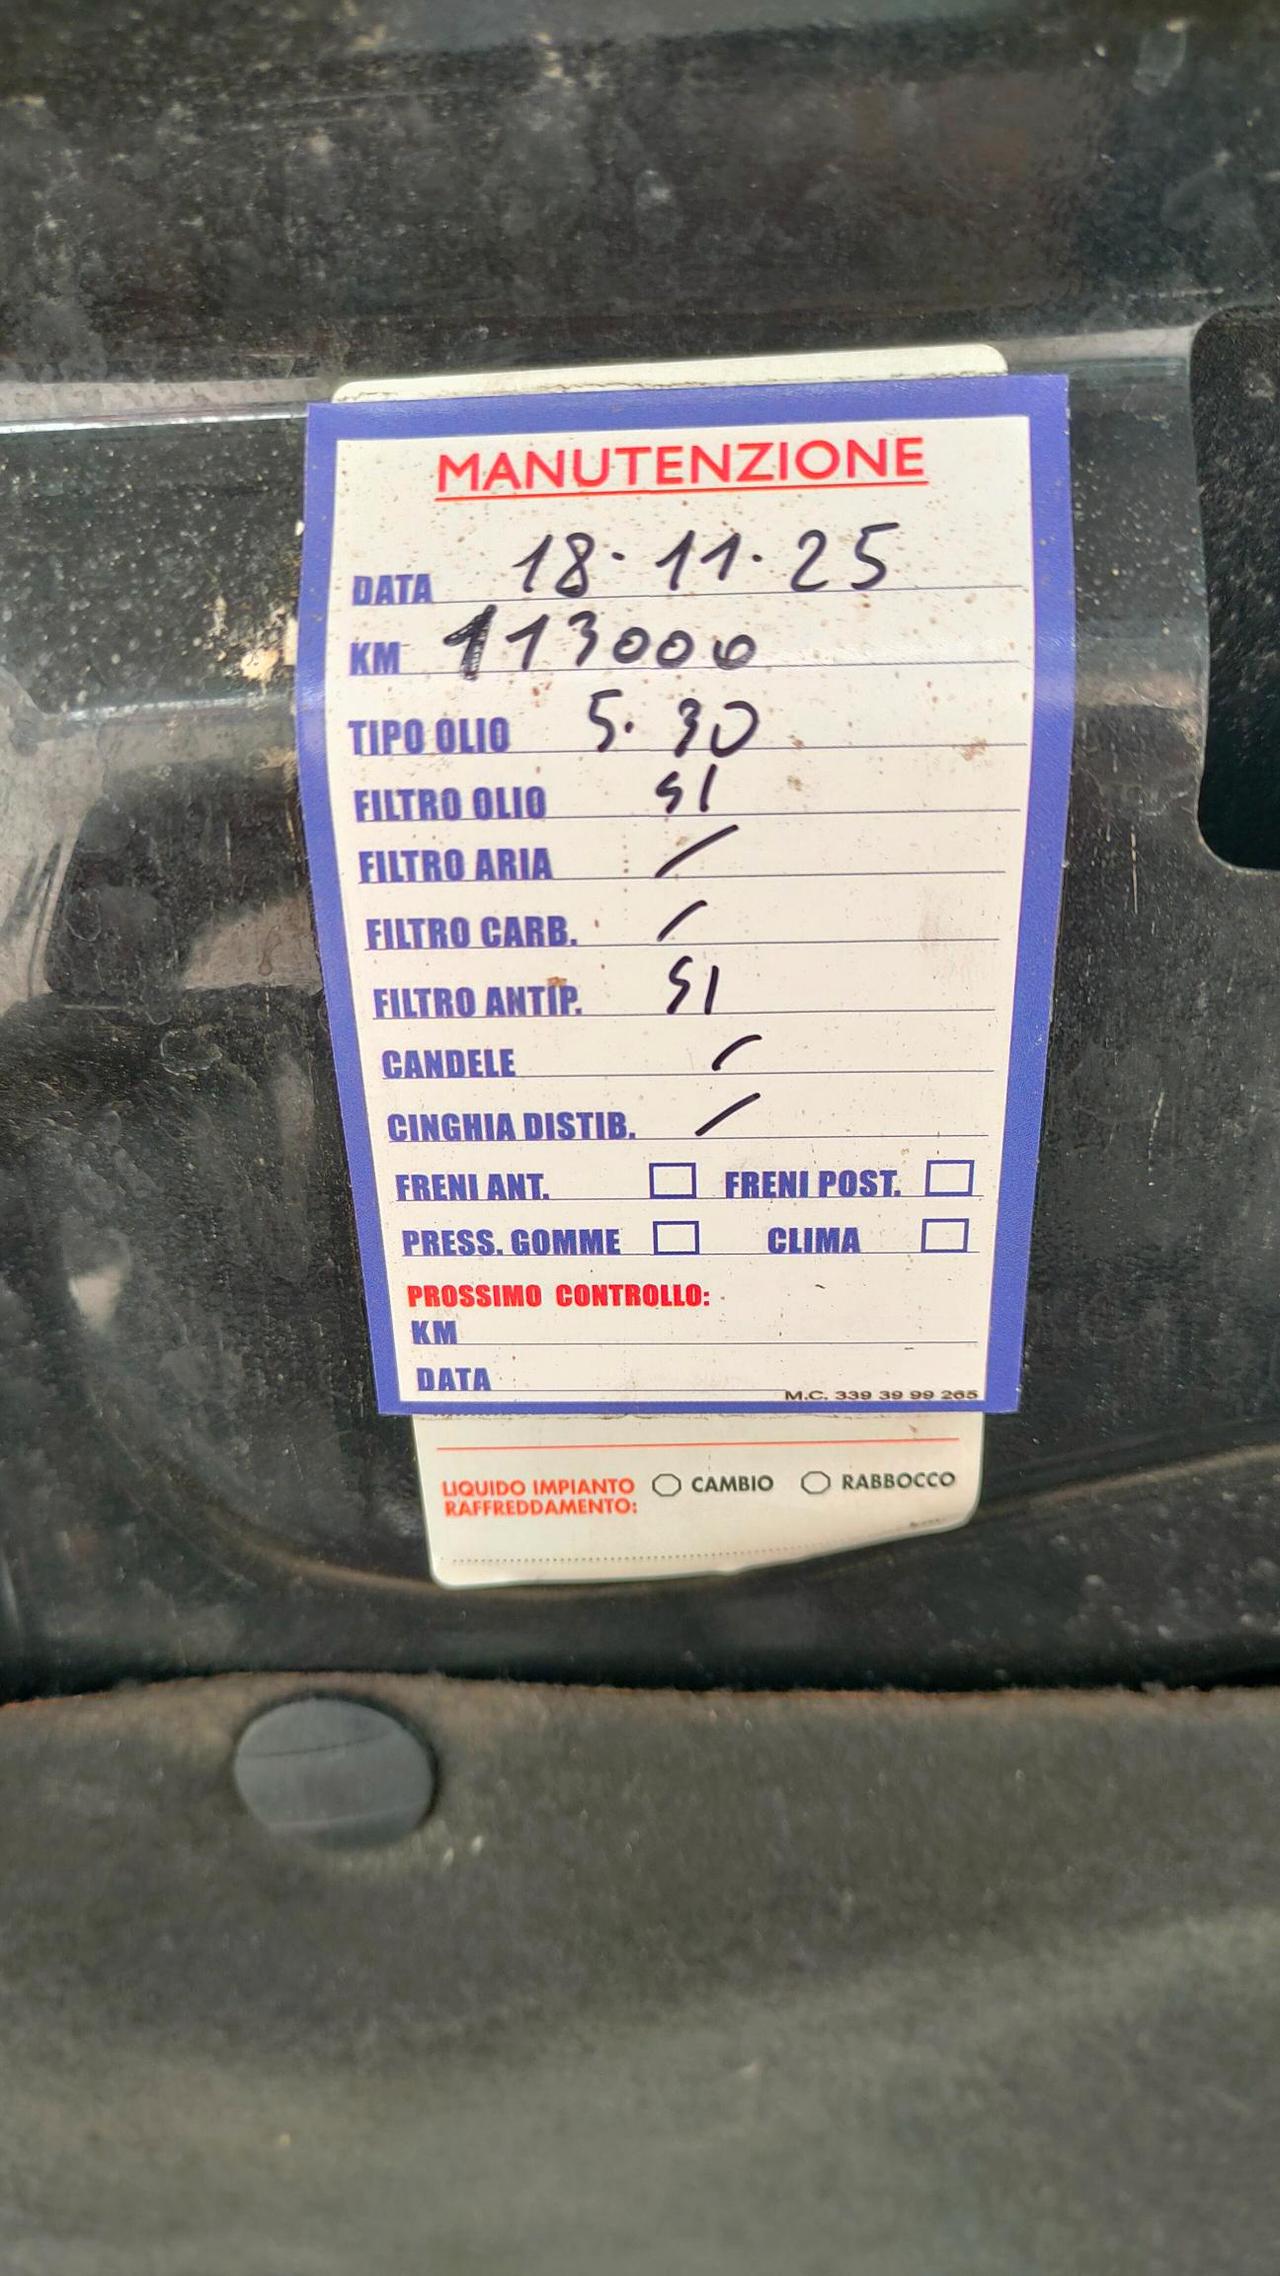 MANUTENZIONE
DATA 18-11-25
KM 113000
TIPO OLIO 5.30
FILTRO OLIO SI
FILTRO ARIA /
FILTRO CARB. /
FILTRO ANTIP. SI
CANDELE /
CINGHIA DISTIB. /
FRENI ANT. FRENI POST.
PRESS. GOMME CLIMA
PROSSIMO CONTROLLO:
KM
DATA
M.C. 339 39 99 265
LIQUIDO IMPIANTO CAMBIO RABBOCCO
RAFFREDDAMENTO: